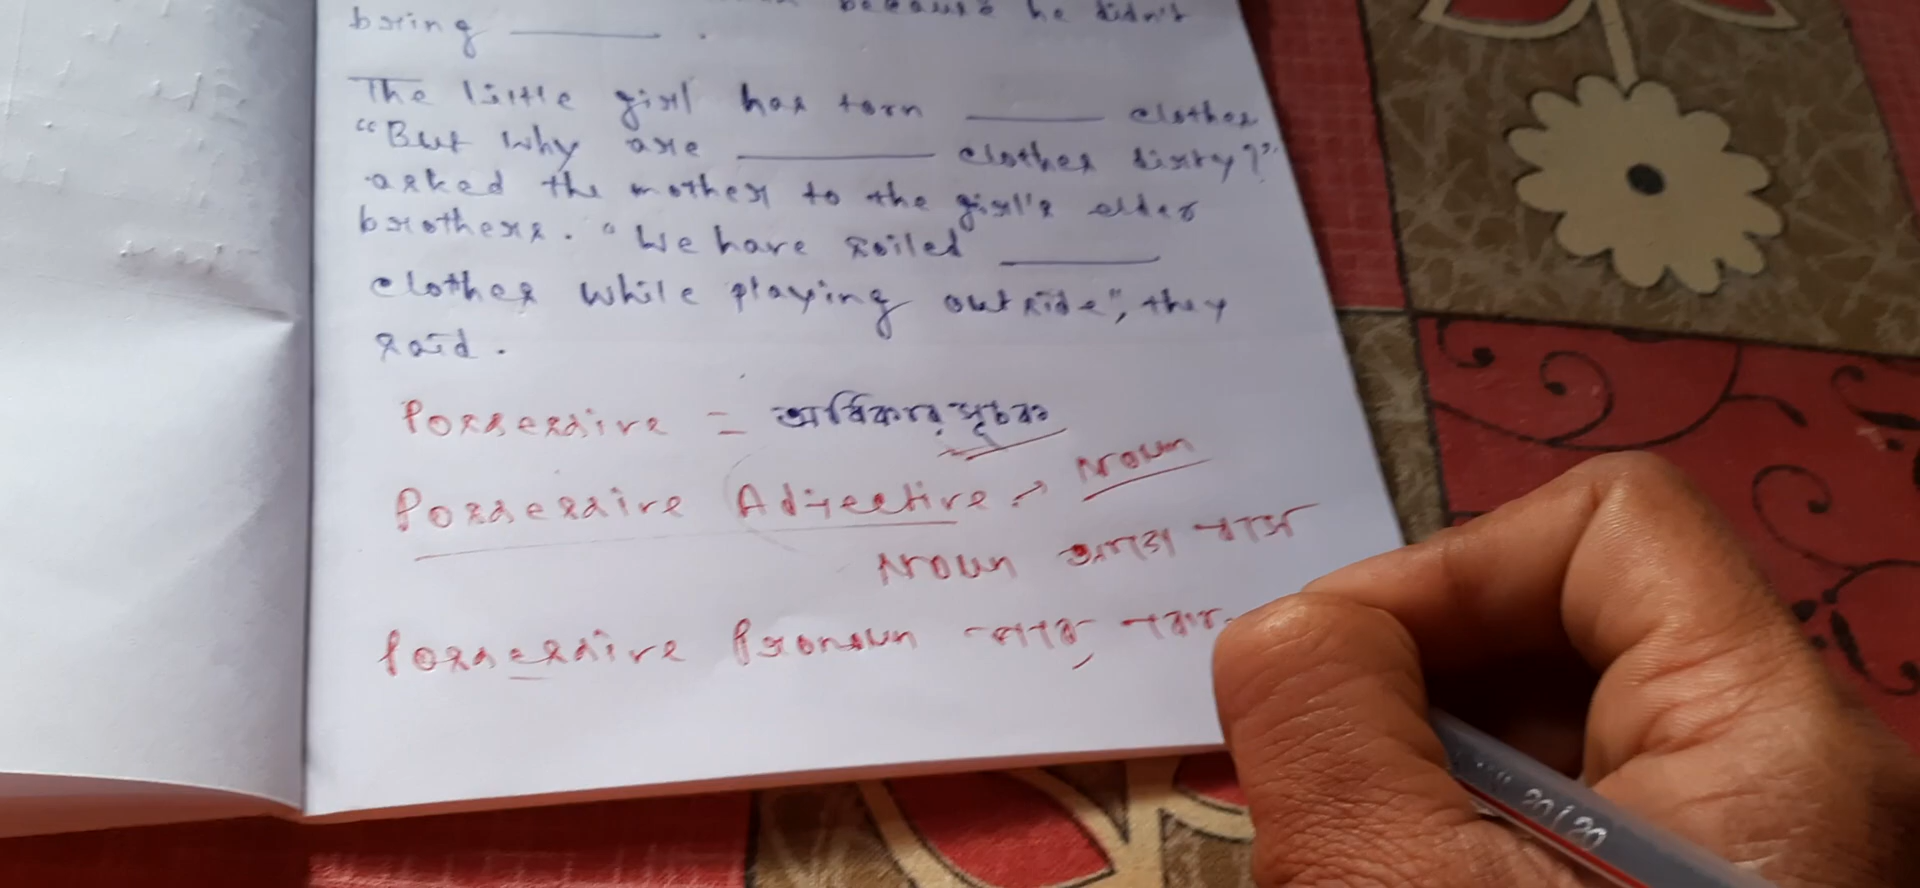 because he didn't
bring ______ .
The little girl has torn ______ clothes
"But why are ______ clothes dirty?"
asked the mother to the girl's elder
brothers. "We have soiled ______
clothes while playing outside", they
said.
Possessive = অধিকার সূচক
Possessive Adjective → Noun
Noun
Possessive Pronoun
20/20